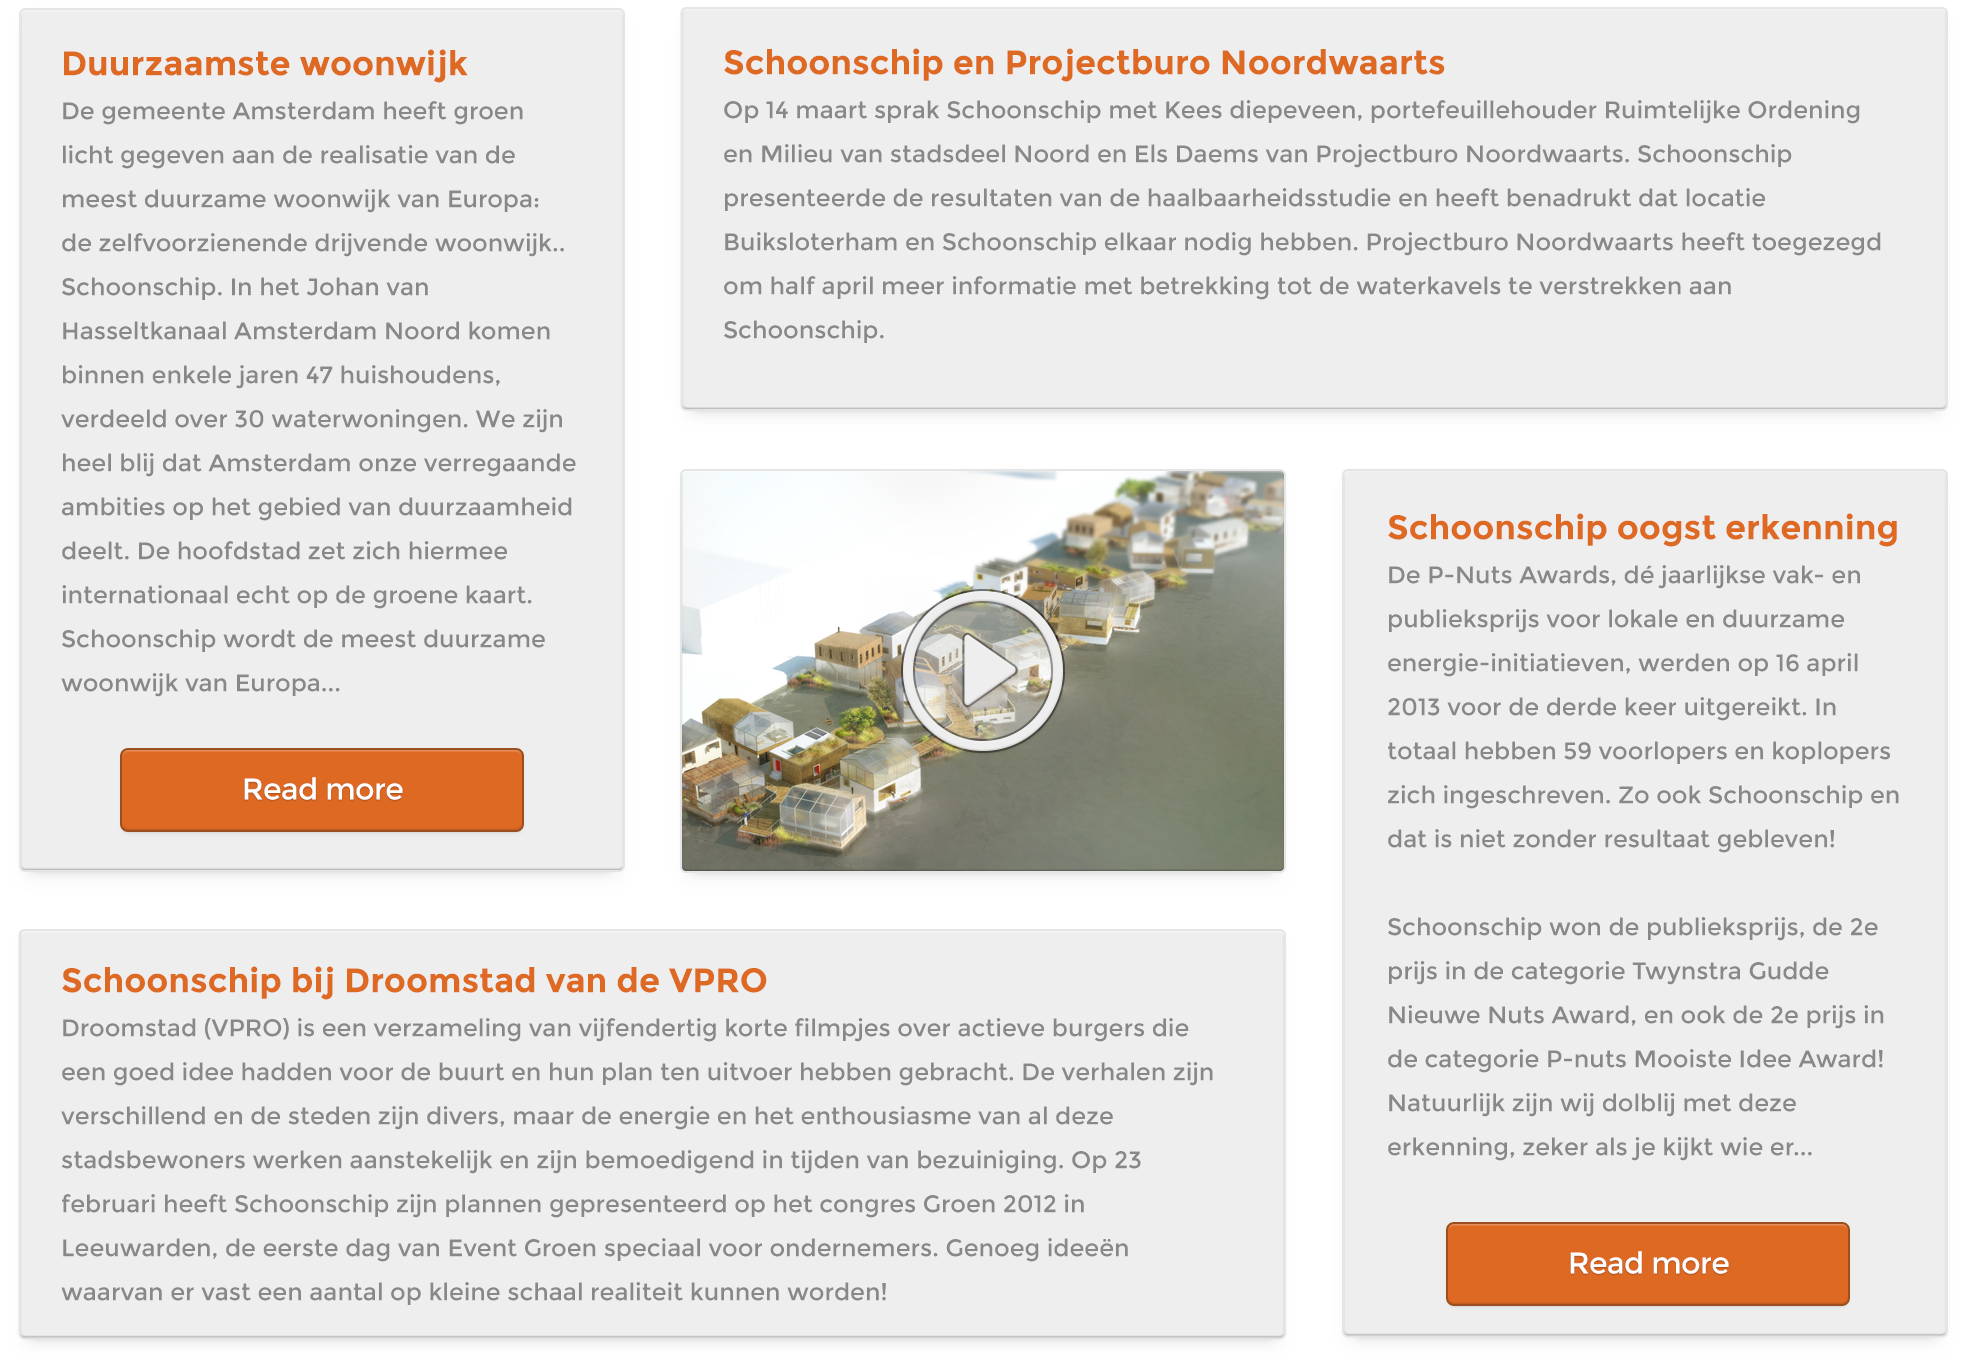 Duurzaamste woonwijk
De gemeente Amsterdam heeft groen
licht gegeven aan de realisatie van de
meest duurzame woonwijk van Europa:
de zelfvoorzienende drijvende woonwijk..
Schoonschip. In het Johan van
Hasseltkanaal Amsterdam Noord komen
binnen enkele jaren 47 huishoudens,
verdeeld over 30 waterwoningen. We zijn
heel blij dat Amsterdam onze verregaande
ambities op het gebied van duurzaamheid
deelt. De hoofdstad zet zich hiermee
internationaal echt op de groene kaart.
Schoonschip wordt de meest duurzame
woonwijk van Europa...
Read more
Schoonschip en Projectburo Noordwaarts
Op 14 maart sprak Schoonschip met Kees diepeveen, portefeuillehouder Ruimtelijke Ordening
en Milieu van stadsdeel Noord en Els Daems van Projectburo Noordwaarts. Schoonschip
presenteerde de resultaten van de haalbaarheidsstudie en heeft benadrukt dat locatie
Buiksloterham en Schoonschip elkaar nodig hebben. Projectburo Noordwaarts heeft toegezegd
om half april meer informatie met betrekking tot de waterkavels te verstrekken aan
Schoonschip.
Schoonschip oogst erkenning
De P-Nuts Awards, dé jaarlijkse vak- en
publieksprijs voor lokale en duurzame
energie-initiatieven, werden op 16 april
2013 voor de derde keer uitgereikt. In
totaal hebben 59 voorlopers en koplopers
zich ingeschreven. Zo ook Schoonschip en
dat is niet zonder resultaat gebleven!
Schoonschip won de publieksprijs, de 2e
prijs in de categorie Twynstra Gudde
Nieuwe Nuts Award, en ook de 2e prijs in
de categorie P-nuts Mooiste Idee Award!
Natuurlijk zijn wij dolblij met deze
erkenning, zeker als je kijkt wie er...
Read more
Schoonschip bij Droomstad van de VPRO
Droomstad (VPRO) is een verzameling van vijfendertig korte filmpjes over actieve burgers die
een goed idee hadden voor de buurt en hun plan ten uitvoer hebben gebracht. De verhalen zijn
verschillend en de steden zijn divers, maar de energie en het enthousiasme van al deze
stadsbewoners werken aanstekelijk en zijn bemoedigend in tijden van bezuiniging. Op 23
februari heeft Schoonschip zijn plannen gepresenteerd op het congres Groen 2012 in
Leeuwarden, de eerste dag van Event Groen speciaal voor ondernemers. Genoeg ideeën
waarvan er vast een aantal op kleine schaal realiteit kunnen worden!